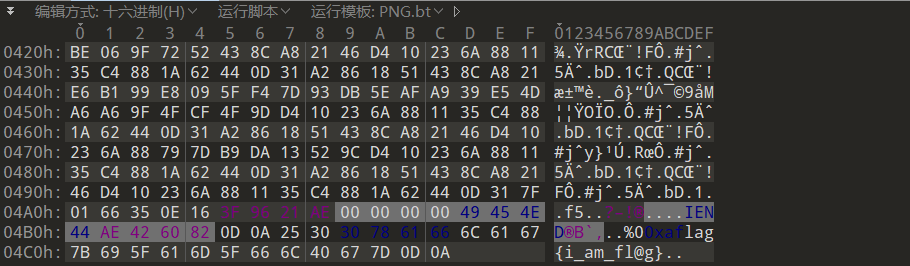 编辑方式: 十六进制(H) 运行脚本 运行模板: PNG.bt
0 1 2 3 4 5 6 7 8 9 A B C D E F 0123456789ABCDEF
0420h: BE 06 9F 72 52 43 8C A8 21 46 D4 10 23 6A 88 11 ¾.ŸrRCŒ¨!FÔ.#jˆ.
0430h: 35 C4 88 1A 62 44 0D 31 A2 86 18 51 43 8C A8 21 5Äˆ.bD.1¢†.QCŒ¨!
0440h: E6 B1 99 E8 09 5F F4 7D 93 DB 5E AF A9 39 E5 4D æ±™è._ô}“Û^¯©9åM
0450h: A6 A6 9F 4F CF 4F 9D D4 10 23 6A 88 11 35 C4 88 ¦¦ŸOÏO.Ô.#jˆ.5Äˆ
0460h: 1A 62 44 0D 31 A2 86 18 51 43 8C A8 21 46 D4 10 .bD.1¢†.QCŒ¨!FÔ.
0470h: 23 6A 88 79 7D B9 DA 13 52 9C D4 10 23 6A 88 11 #jˆy}¹Ú.RœÔ.#jˆ.
0480h: 35 C4 88 1A 62 44 0D 31 A2 86 18 51 43 8C A8 21 5Äˆ.bD.1¢†.QCŒ¨!
0490h: 46 D4 10 23 6A 88 11 35 C4 88 1A 62 44 0D 31 7F FÔ.#jˆ.5Äˆ.bD.1.
04A0h: 01 66 35 0E 16 00 00 00 00 49 45 4E .f5.. ....IEN
04B0h: 44 AE 42 60 82 0D 0A 25 30 30 78 61 66 6C 61 67 D®B`‚..%00xaflag
04C0h: 7B 69 5F 61 6D 5F 66 6C 40 67 7D 0D 0A {i_am_fl@g}..